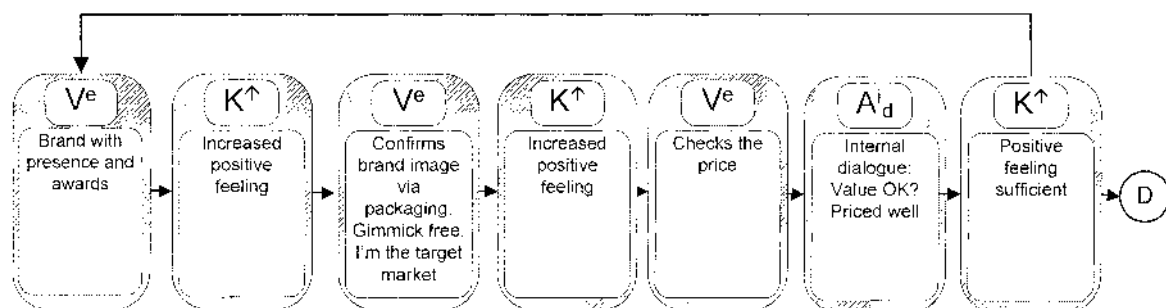 Vᵉ
Brand with
presence and
awards
K↑
Increased
positive
feeling
Vᵉ
Confirms
brand image
via
packaging.
Gimmick free.
I'm the target
market
K↑
Increased
positive
feeling
Vᵉ
Checks the
price
Aⁱd
Internal
dialogue:
Value OK?
Priced well
K↑
Positive
feeling
sufficient
D